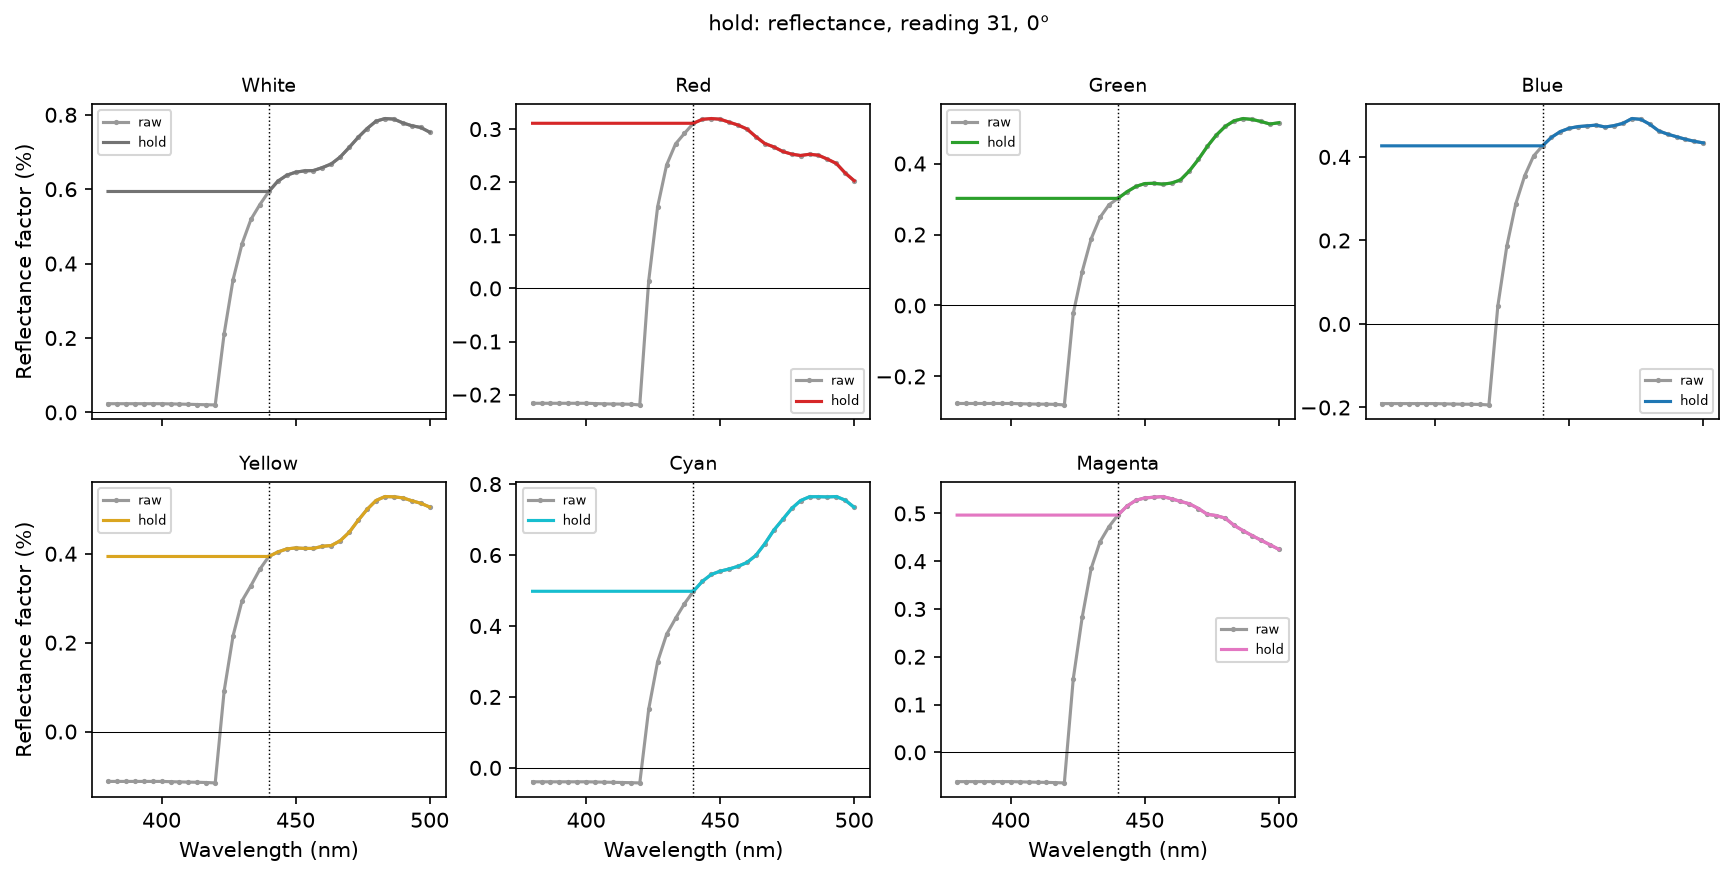 hold: reflectance, reading 31, 0°
White
Red
Green
Blue
Reflectance factor (%)
0.8
0.6
0.4
0.2
0.0
raw
hold
0.3
0.2
0.1
0.0
−0.1
−0.2
raw
hold
0.4
0.2
0.0
−0.2
raw
hold
0.4
0.2
0.0
−0.2
raw
hold
Yellow
Cyan
Magenta
Reflectance factor (%)
0.4
0.2
0.0
raw
hold
400
450
500
Wavelength (nm)
0.8
0.6
0.4
0.2
0.0
raw
hold
400
450
500
Wavelength (nm)
0.5
0.4
0.3
0.2
0.1
0.0
raw
hold
400
450
500
Wavelength (nm)